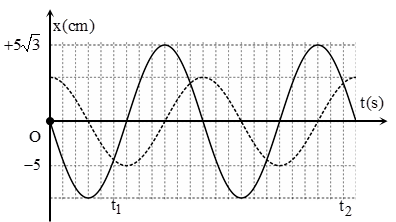 x(cm)
+5√3
t(s)
O
−5
t₁
t₂